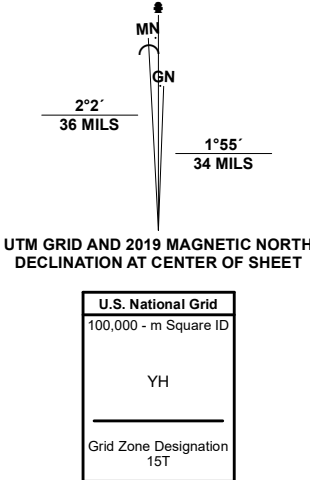 MN
GN
2°2´
36 MILS
1°55´
34 MILS
UTM GRID AND 2019 MAGNETIC NORTH
DECLINATION AT CENTER OF SHEET
U.S. National Grid
100,000 - m Square ID
YH
Grid Zone Designation
15T